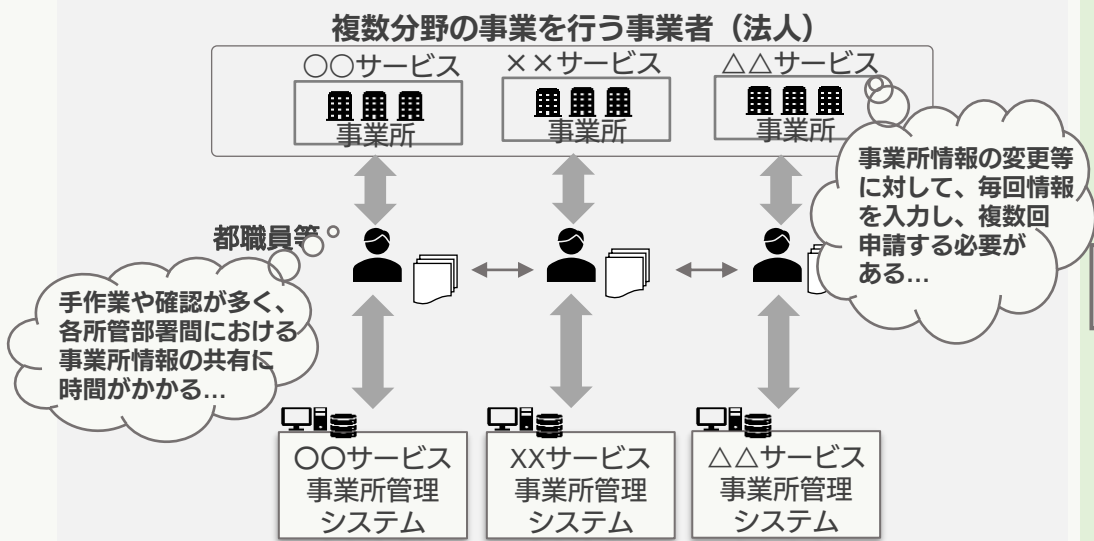 複数分野の事業を行う事業者（法人）
○○サービス
××サービス
△△サービス
事業所
事業所
事業所
事業所情報の変更等
に対して、毎回情報
を入力し、複数回
申請する必要が
ある…
都職員等
手作業や確認が多く、
各所管部署間における
事業所情報の共有に
時間がかかる…
〇〇サービス
事業所管理
システム
XXサービス
事業所管理
システム
△△サービス
事業所管理
システム